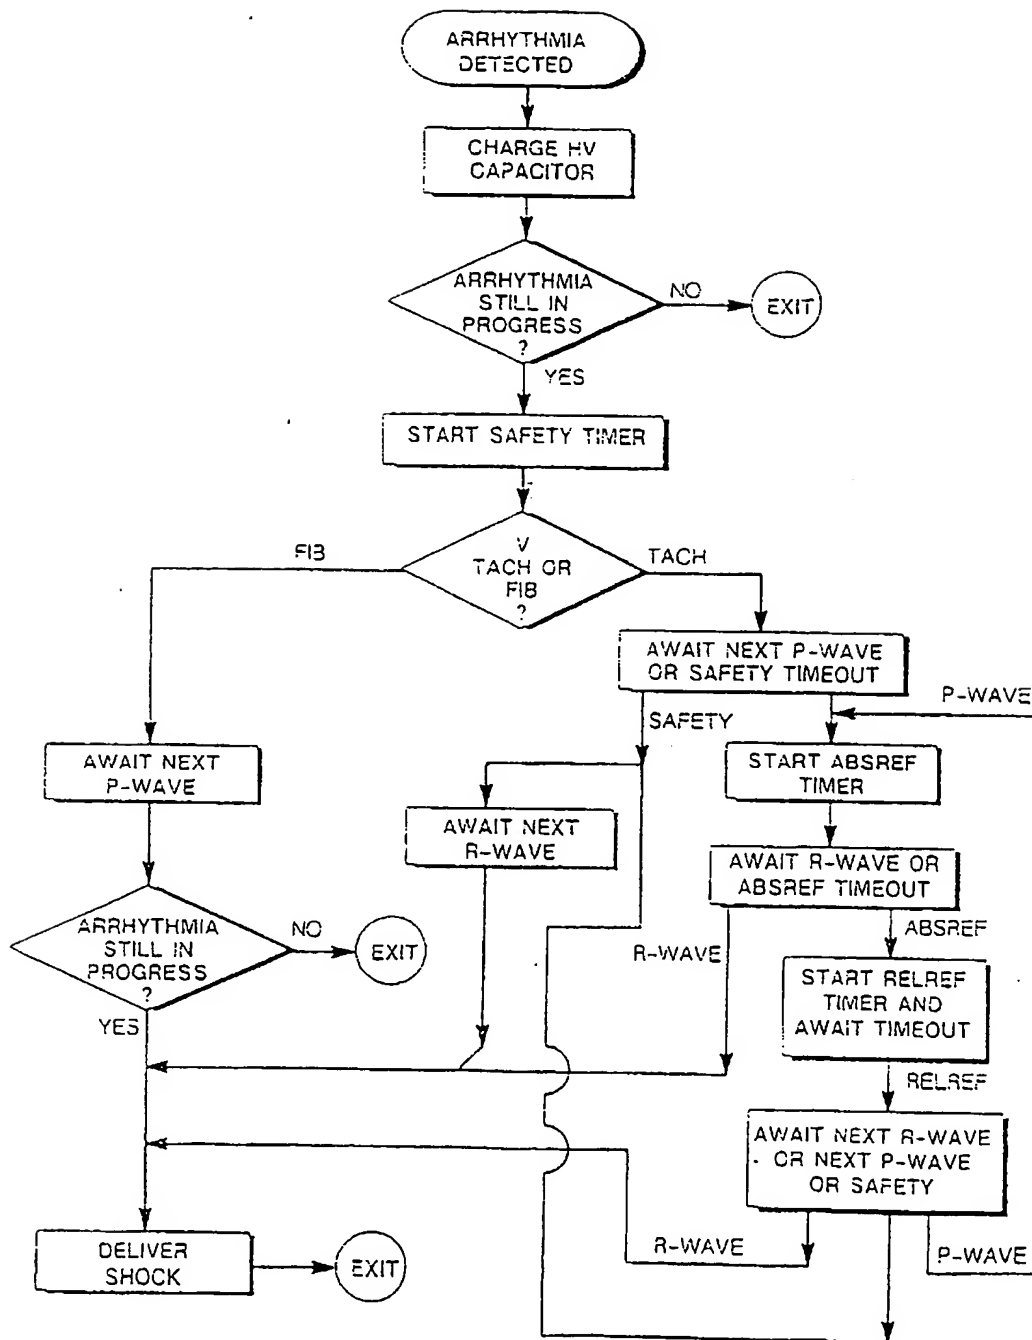 ARRHYTHMIA
DETECTED
CHARGE HV
CAPACITOR
ARRHYTHMIA
STILL IN
PROGRESS
?
NO
EXIT
YES
START SAFETY TIMER
V
TACH OR
FIB
?
FIB
TACH
AWAIT NEXT P-WAVE
OR SAFETY TIMEOUT
P-WAVE
SAFETY
AWAIT NEXT
P-WAVE
START ABSREF
TIMER
AWAIT NEXT
R-WAVE
AWAIT R-WAVE OR
ABSREF TIMEOUT
ARRHYTHMIA
STILL IN
PROGRESS
?
NO
EXIT
YES
R-WAVE
ABSREF
START RELREF
TIMER AND
AWAIT TIMEOUT
RELREF
AWAIT NEXT R-WAVE
OR NEXT P-WAVE
OR SAFETY
DELIVER
SHOCK
EXIT
R-WAVE
P-WAVE